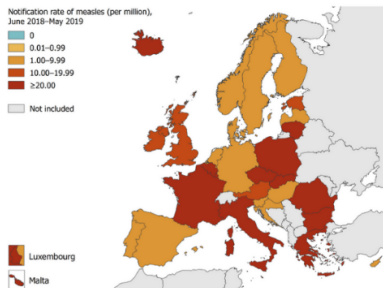 Notification rate of measles (per million),
June 2018–May 2019
0
0.01–0.99
1.00–9.99
10.00–19.99
≥20.00
Not included
Luxembourg
Malta